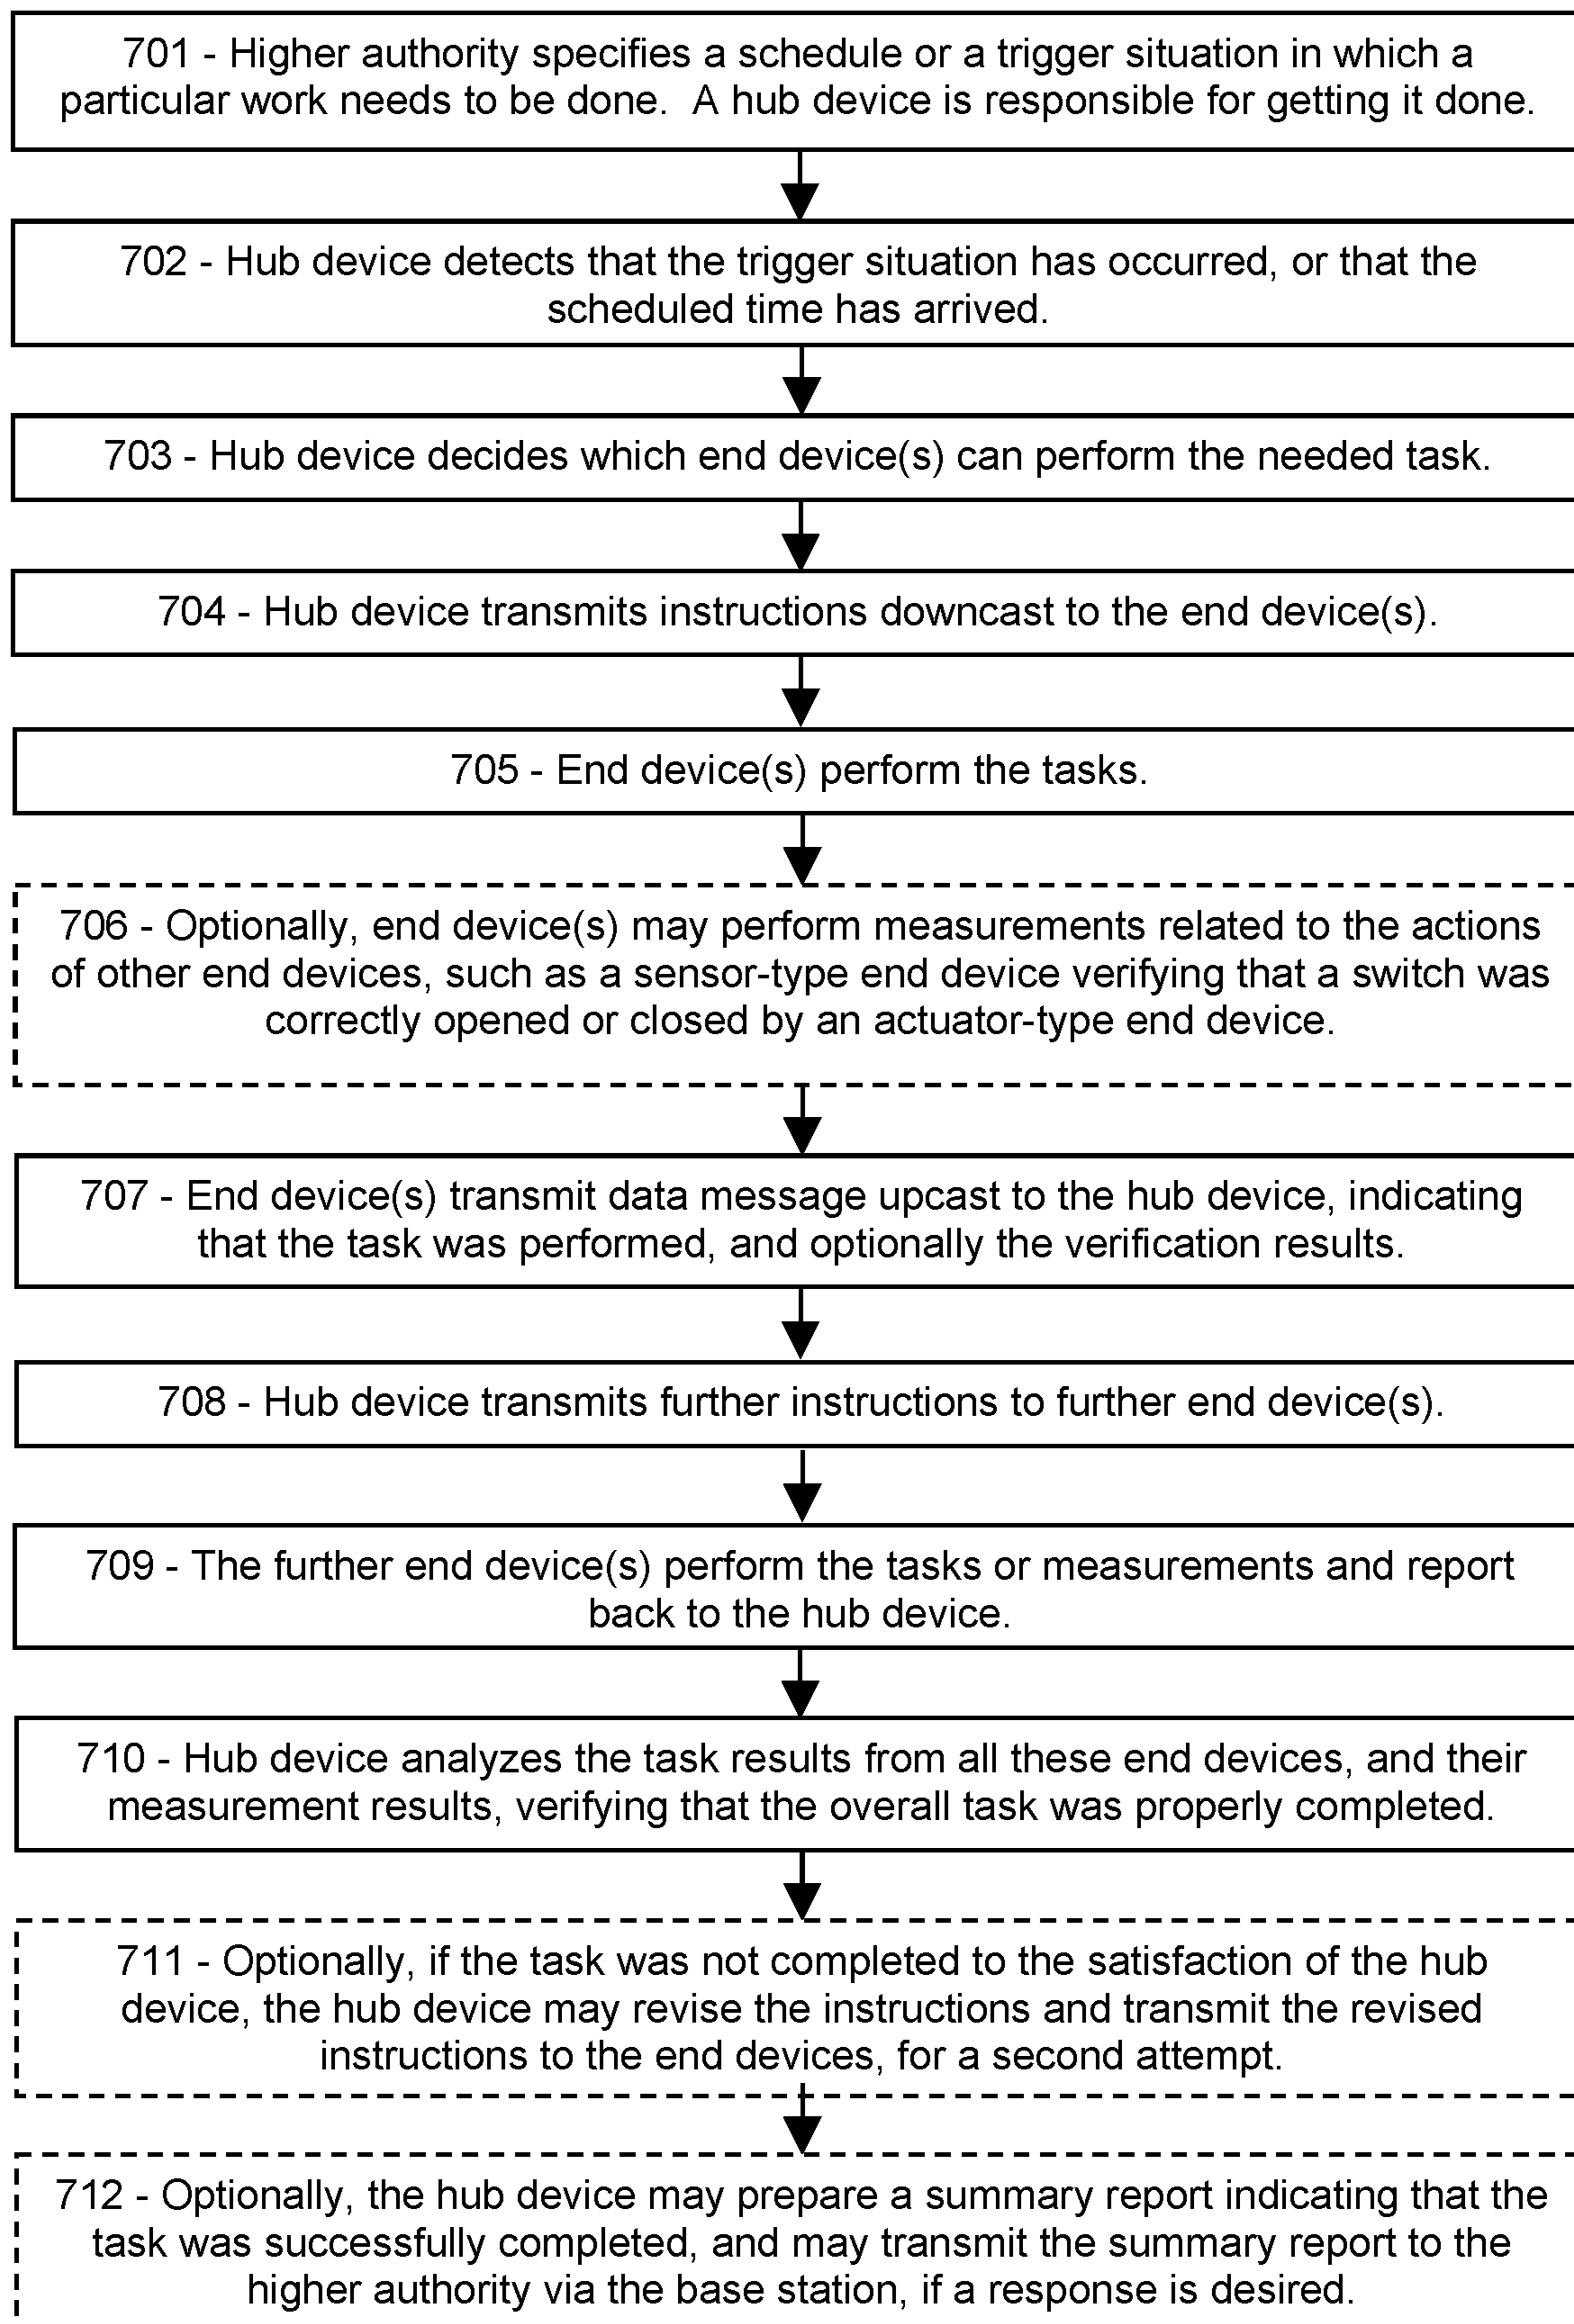 701 - Higher authority specifies a schedule or a trigger situation in which a
particular work needs to be done.  A hub device is responsible for getting it done.
702 - Hub device detects that the trigger situation has occurred, or that the
scheduled time has arrived.
703 - Hub device decides which end device(s) can perform the needed task.
704 - Hub device transmits instructions downcast to the end device(s).
705 - End device(s) perform the tasks.
706 - Optionally, end device(s) may perform measurements related to the actions
of other end devices, such as a sensor-type end device verifying that a switch was
correctly opened or closed by an actuator-type end device.
707 - End device(s) transmit data message upcast to the hub device, indicating
that the task was performed, and optionally the verification results.
708 - Hub device transmits further instructions to further end device(s).
709 - The further end device(s) perform the tasks or measurements and report
back to the hub device.
710 - Hub device analyzes the task results from all these end devices, and their
measurement results, verifying that the overall task was properly completed.
711 - Optionally, if the task was not completed to the satisfaction of the hub
device, the hub device may revise the instructions and transmit the revised
instructions to the end devices, for a second attempt.
712 - Optionally, the hub device may prepare a summary report indicating that the
task was successfully completed, and may transmit the summary report to the
higher authority via the base station, if a response is desired.